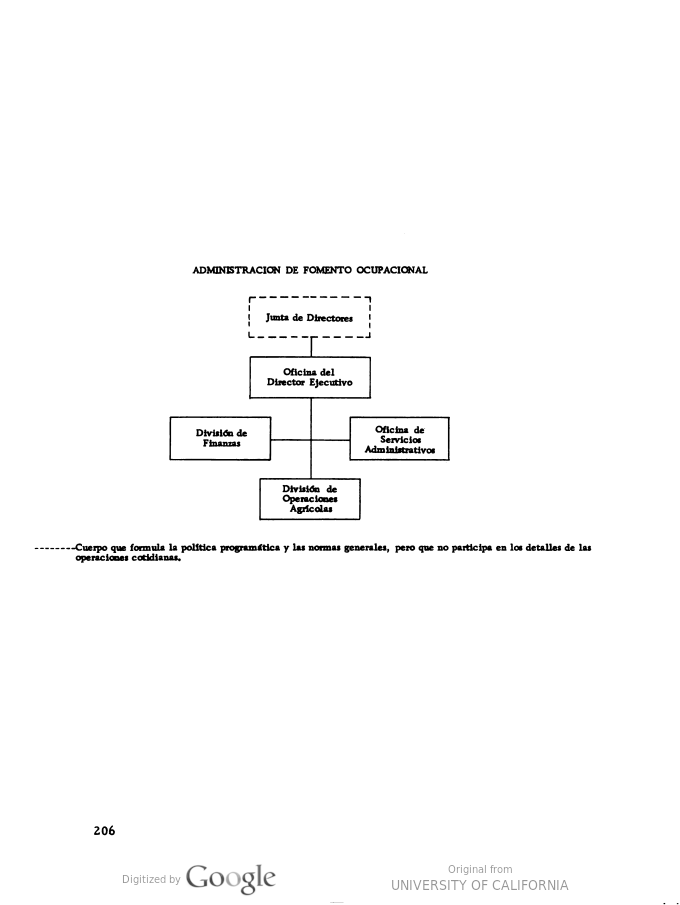 ADMINISTRACION DE FOMENTO OCUPACIONAL
Junta de Directores
Oficina del
Director Ejecutivo
División de
Finanzas
Oficina de
Servicios
Administrativos
División de
Operaciones
Agrícolas
--------Cuerpo que formula la política programática y las normas generales, pero que no participa en los detalles de las
operaciones cotidianas.
206
Digitized by Google
Original from
UNIVERSITY OF CALIFORNIA